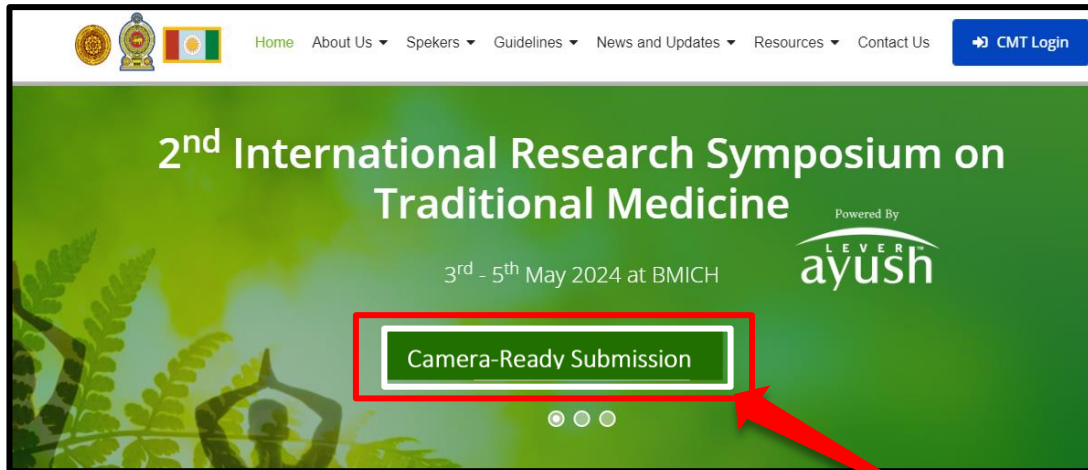 Home About Us Spekers Guidelines News and Updates Resources Contact Us CMT Login
2nd International Research Symposium on
Traditional Medicine
Powered By
LEVER
ayush
3rd - 5th May 2024 at BMICH
Camera-Ready Submission